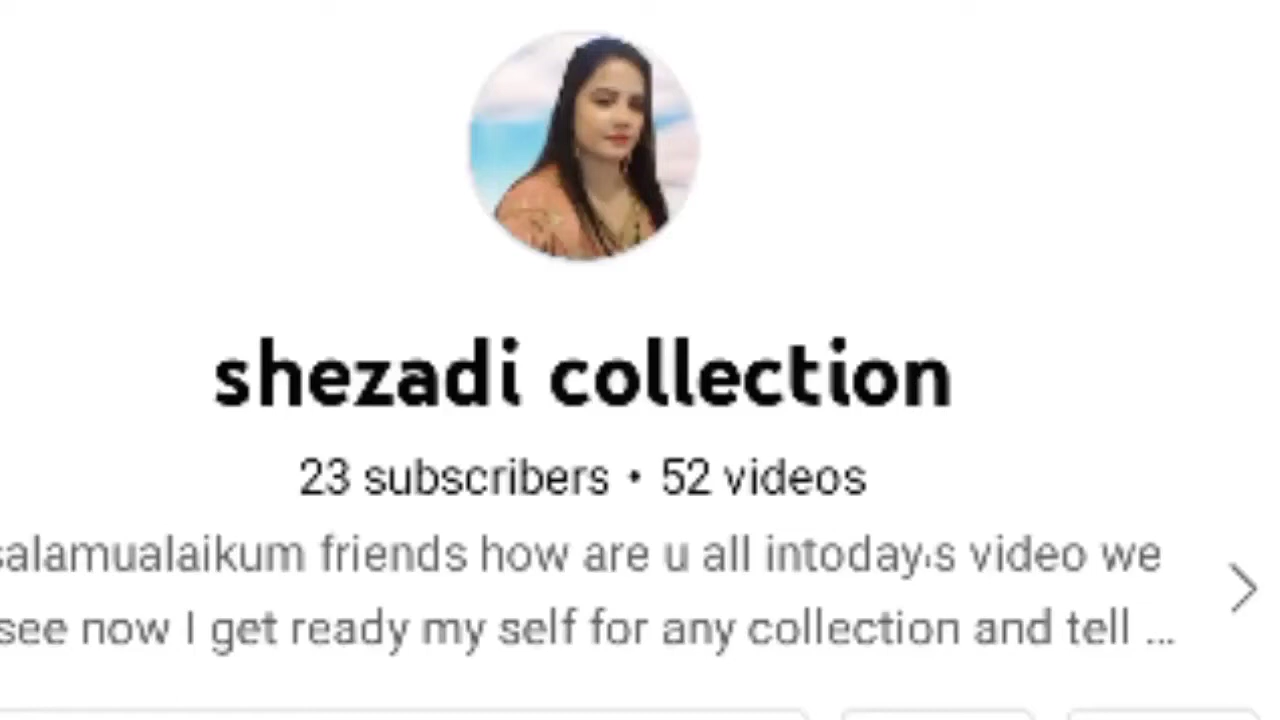 shezadi collection
23 subscribers • 52 videos
salamualaikum friends how are u all intoday,s video we
see now I get ready my self for any collection and tell ...